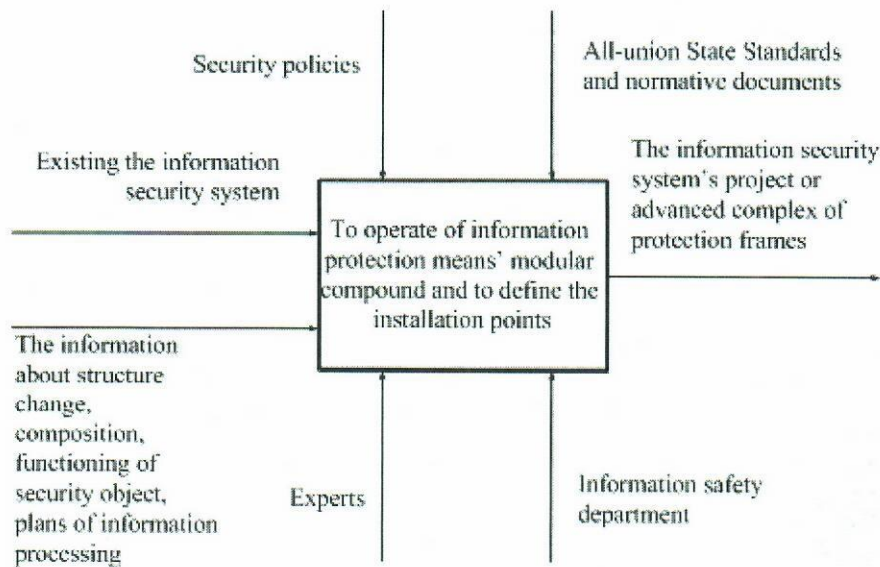 Security policies
All-union State Standards
and normative documents
Existing the information
security system
The information security
system's project or
advanced complex of
protection frames
To operate of information
protection means' modular
compound and to define the
installation points
The information
about structure
change,
composition,
functioning of
security object,
plans of information
processing
Experts
Information safety
department